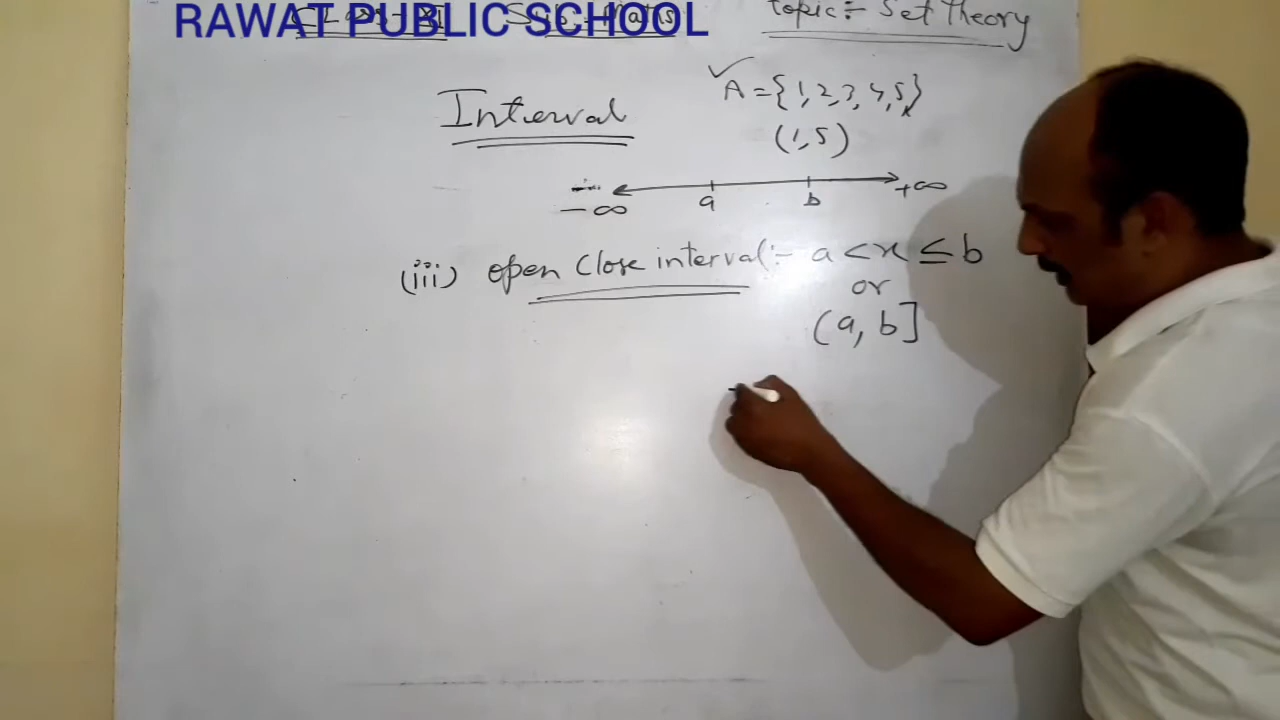 RAWAT PUBLIC SCHOOL
Topic:- Set Theory
Interval
A = {1, 2, 3, 4, 5}
(1, 5)
-∞ a b +∞
(iii) open close interval:- a < x ≤ b
or
(a, b]